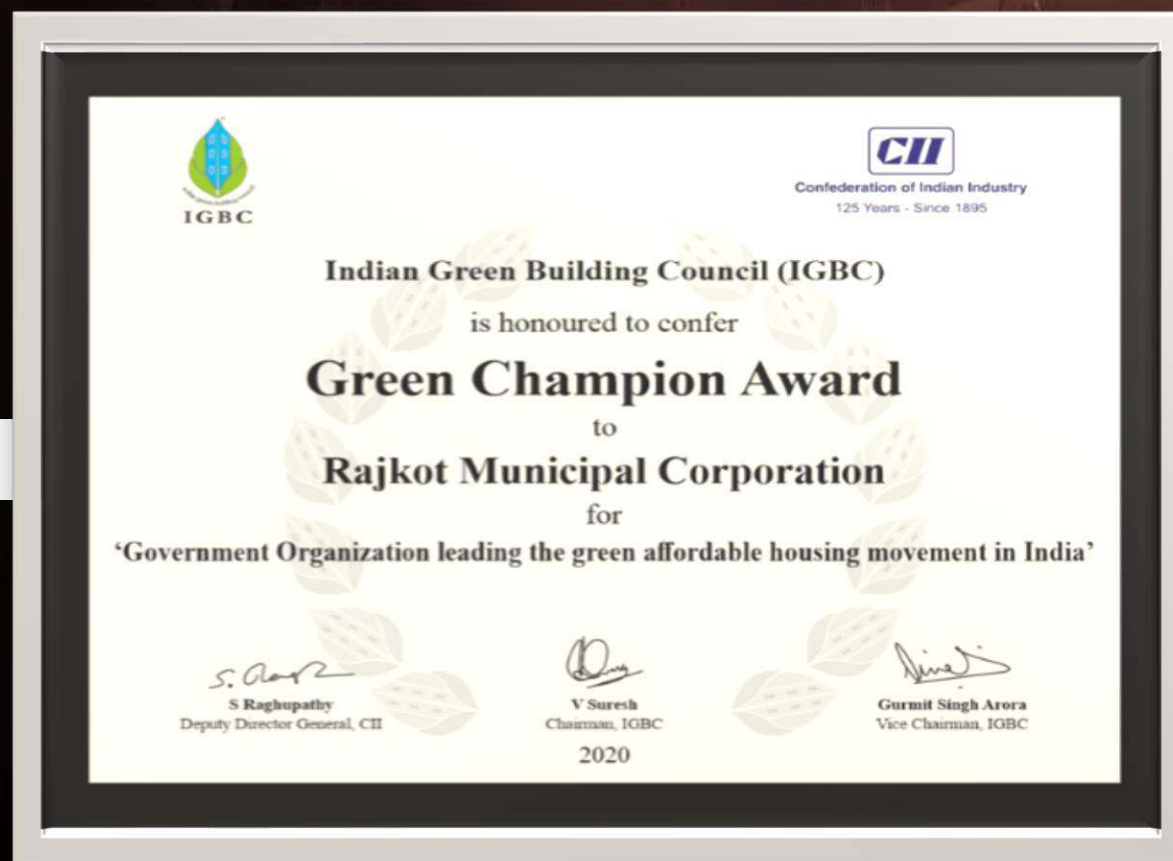 IGBC
CII
Confederation of Indian Industry
125 Years - Since 1895
Indian Green Building Council (IGBC)
is honoured to confer
Green Champion Award
to
Rajkot Municipal Corporation
for
‘Government Organization leading the green affordable housing movement in India’
S Raghupathy
Deputy Director General, CII
V Suresh
Chairman, IGBC
Gurmit Singh Arora
Vice Chairman, IGBC
2020